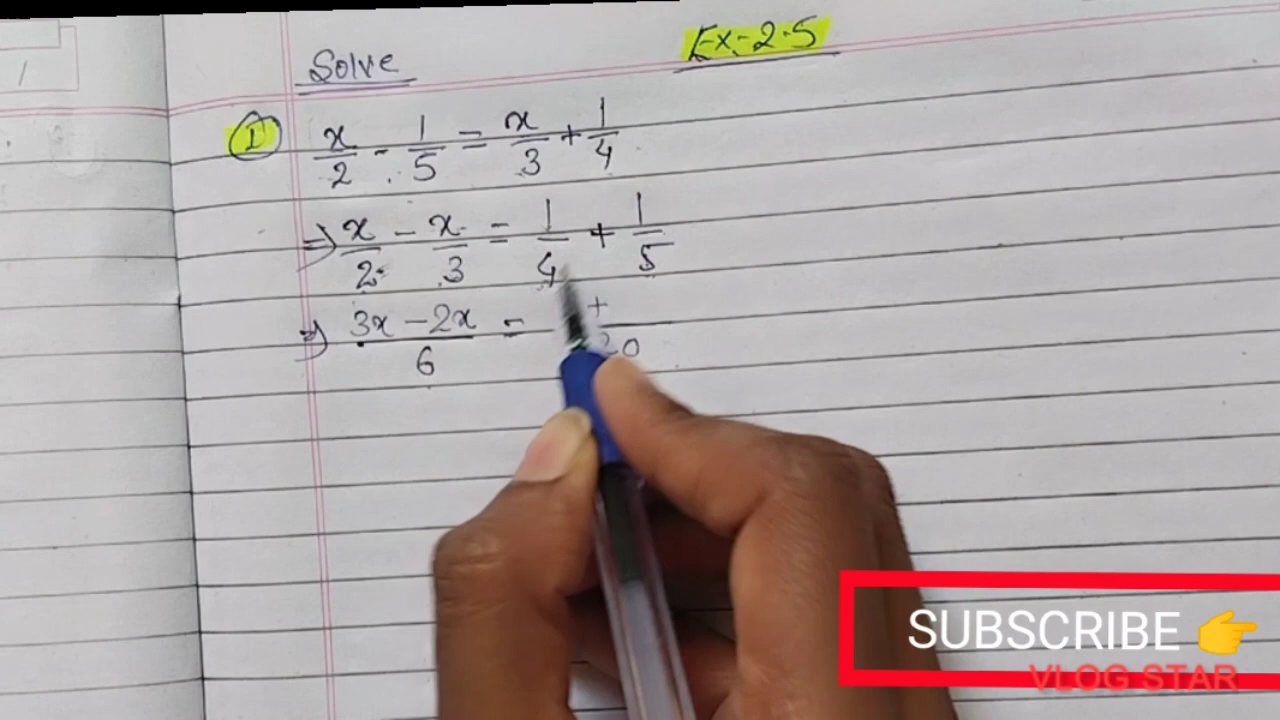 Solve
Ex-2.5
1 x/2 - 1/5 = x/3 + 1/4
⇒ x/2 - x/3 = 1/4 + 1/5
⇒ 3x - 2x/6 = +/20
SUBSCRIBE 👉
VLOG STAR